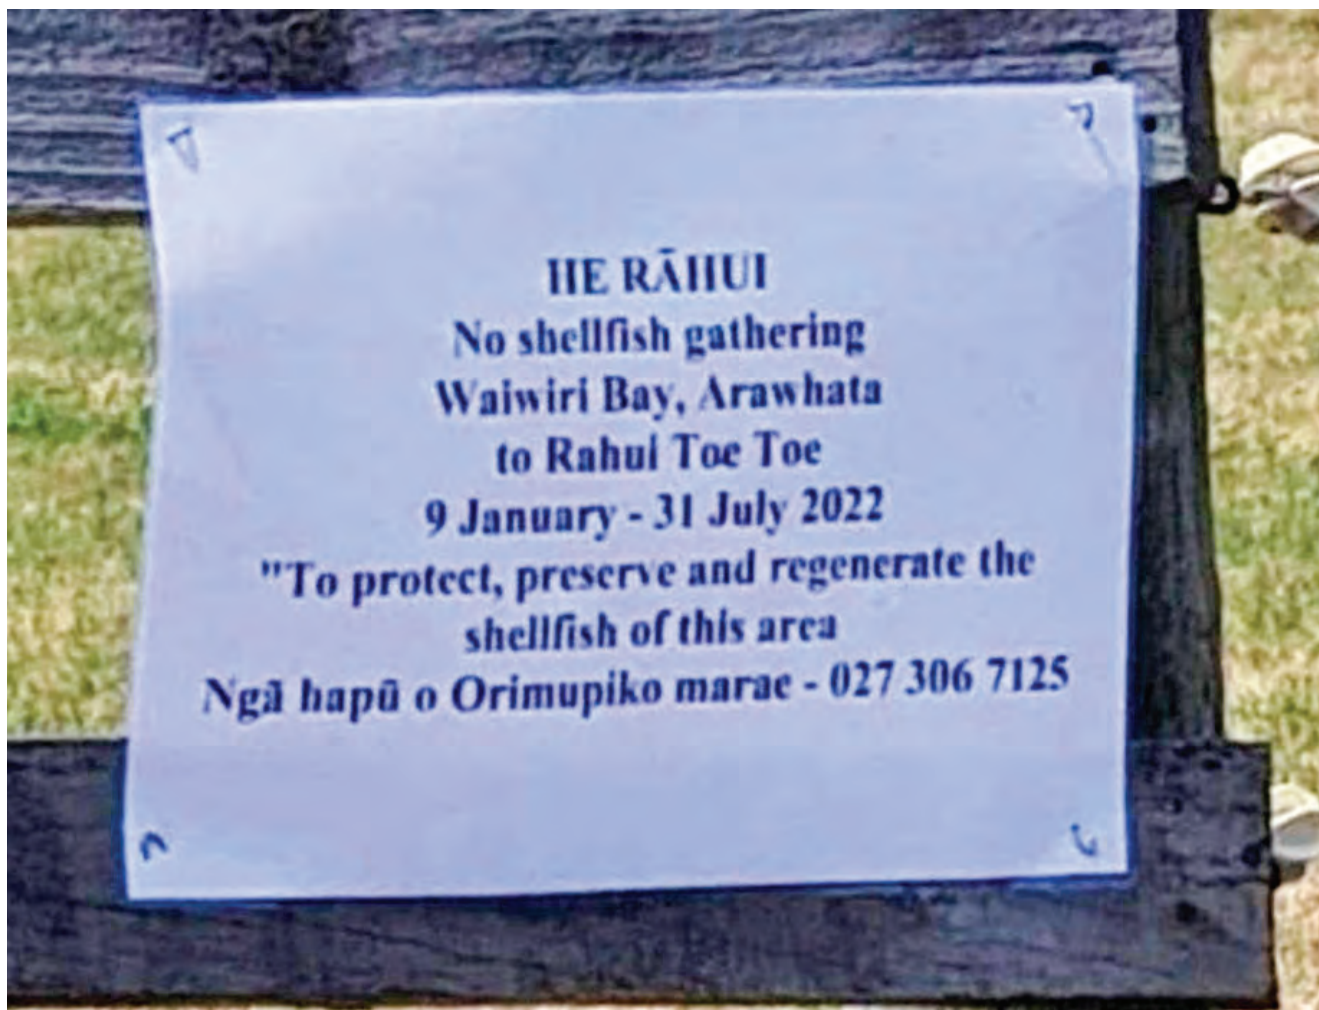 HE RĀHUI
No shellfish gathering
Waiwiri Bay, Arawhata
to Rahui Toe Toe
9 January - 31 July 2022
"To protect, preserve and regenerate the
shellfish of this area
Ngā hapū o Orimupiko marae - 027 306 7125